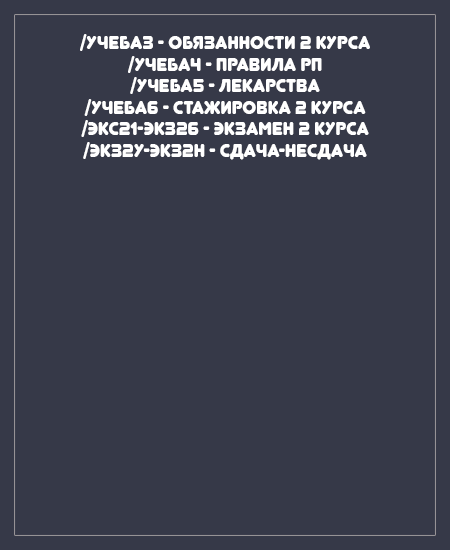 /УЧЕБА3 - ОБЯЗАННОСТИ 2 КУРСА
/УЧЕБА4 - ПРАВИЛА РП
/УЧЕБА5 - ЛЕКАРСТВА
/УЧЕБА6 - СТАЖИРОВКА 2 КУРСА
/ЭКС21-ЭКЗ26 - ЭКЗАМЕН 2 КУРСА
/ЭКЗ2У-ЭКЗ2Н - СДАЧА-НЕСДАЧА